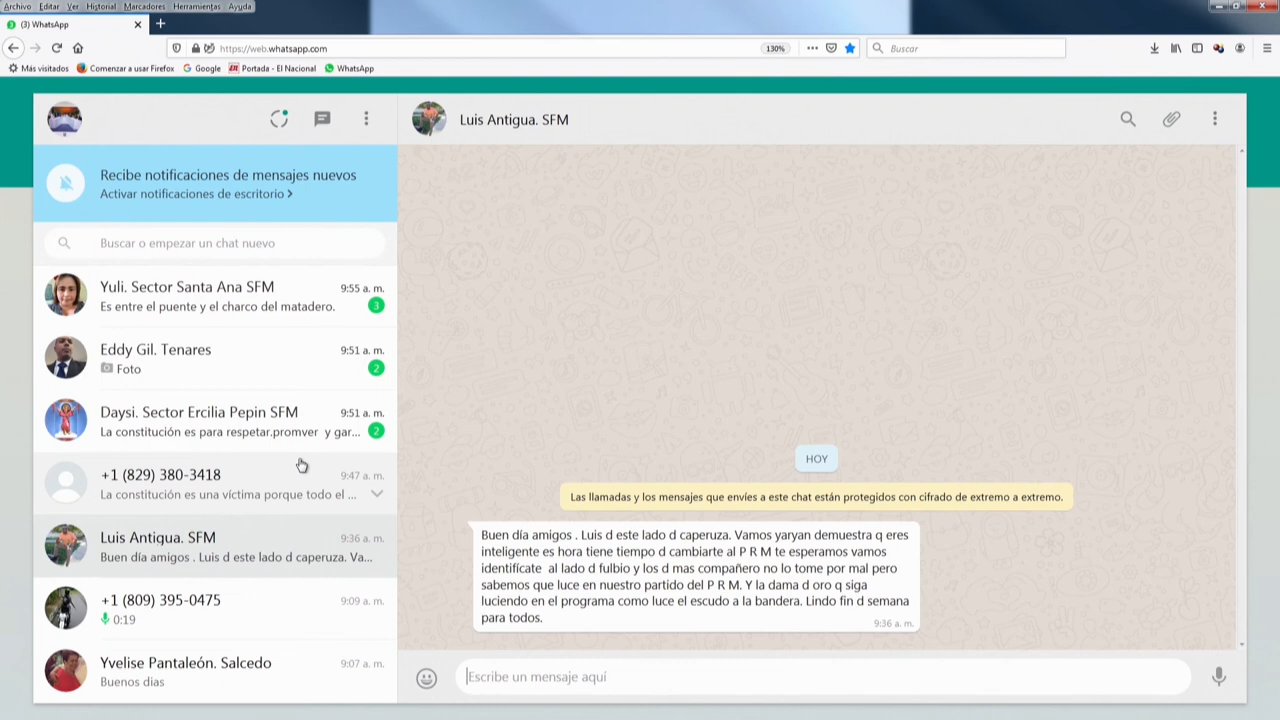 Archivo Editar Ver Historial Marcadores Herramientas Ayuda
(3) WhatsApp
https://web.whatsapp.com
130%
Buscar
Más visitados Comenzar a usar Firefox Google Portada - El Nacional WhatsApp
Luis Antigua. SFM
Recibe notificaciones de mensajes nuevos
Activar notificaciones de escritorio >
Buscar o empezar un chat nuevo
Yuli. Sector Santa Ana SFM 9:55 a. m.
Es entre el puente y el charco del matadero. 3
Eddy Gil. Tenares 9:51 a. m.
Foto 2
Daysi. Sector Ercilia Pepin SFM 9:51 a. m.
La constitución es para respetar.promver y gar... 2
+1 (829) 380-3418 9:47 a. m.
La constitución es una víctima porque todo el ...
Luis Antigua. SFM 9:36 a. m.
Buen día amigos . Luis d este lado d caperuza. Va...
+1 (809) 395-0475 9:09 a. m.
0:19
Yvelise Pantaleón. Salcedo 9:07 a. m.
Buenos dias
HOY
Las llamadas y los mensajes que envíes a este chat están protegidos con cifrado de extremo a extremo.
Buen día amigos . Luis d este lado d caperuza. Vamos yaryan demuestra q eres
inteligente es hora tiene tiempo d cambiarte al P R M te esperamos vamos
identifícate al lado d fulbio y los d mas compañero no lo tome por mal pero
sabemos que luce en nuestro partido del P R M. Y la dama d oro q siga
luciendo en el programa como luce el escudo a la bandera. Lindo fin d semana
para todos.
9:36 a. m.
Escribe un mensaje aquí